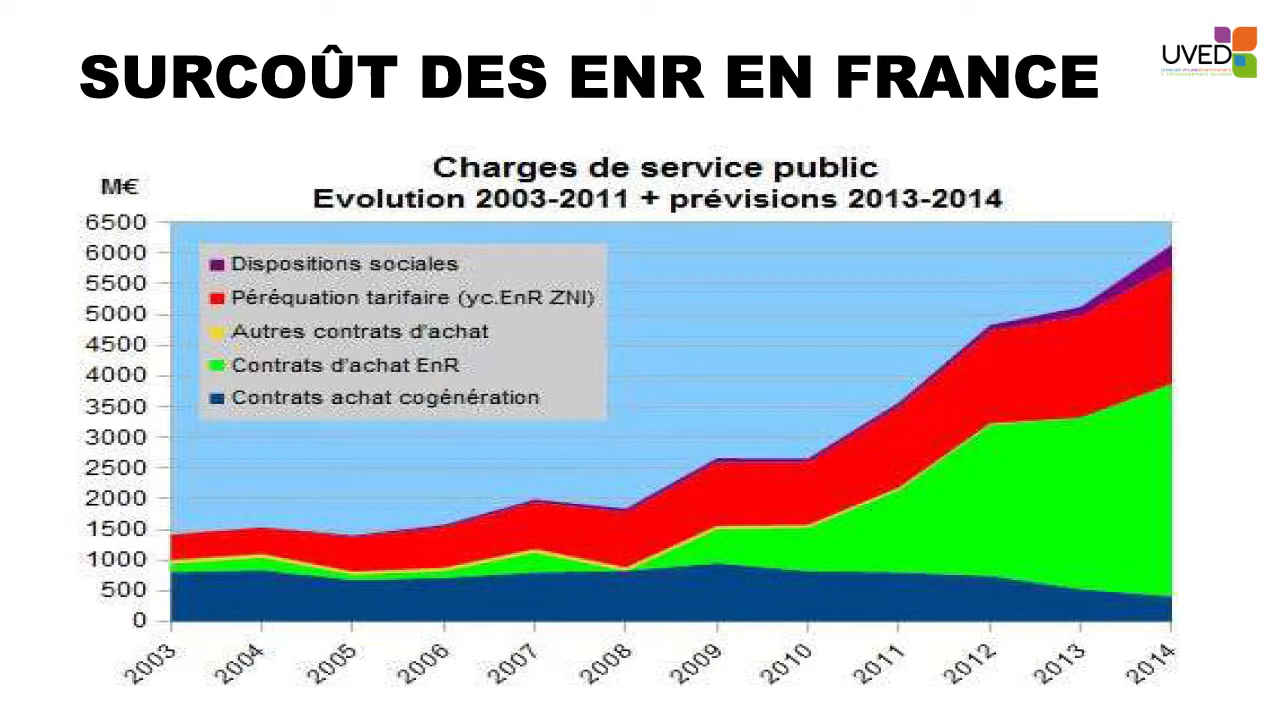 SURCOÛT DES ENR EN FRANCE
UVED
Charges de service public
Evolution 2003-2011 + prévisions 2013-2014
M€
6500
6000
5500
5000
4500
4000
3500
3000
2500
2000
1500
1000
500
0
Dispositions sociales
Péréquation tarifaire (yc.EnR ZNI)
Autres contrats d'achat
Contrats d'achat EnR
Contrats achat cogénération
2003
2004
2005
2006
2007
2008
2009
2010
2011
2012
2013
2014